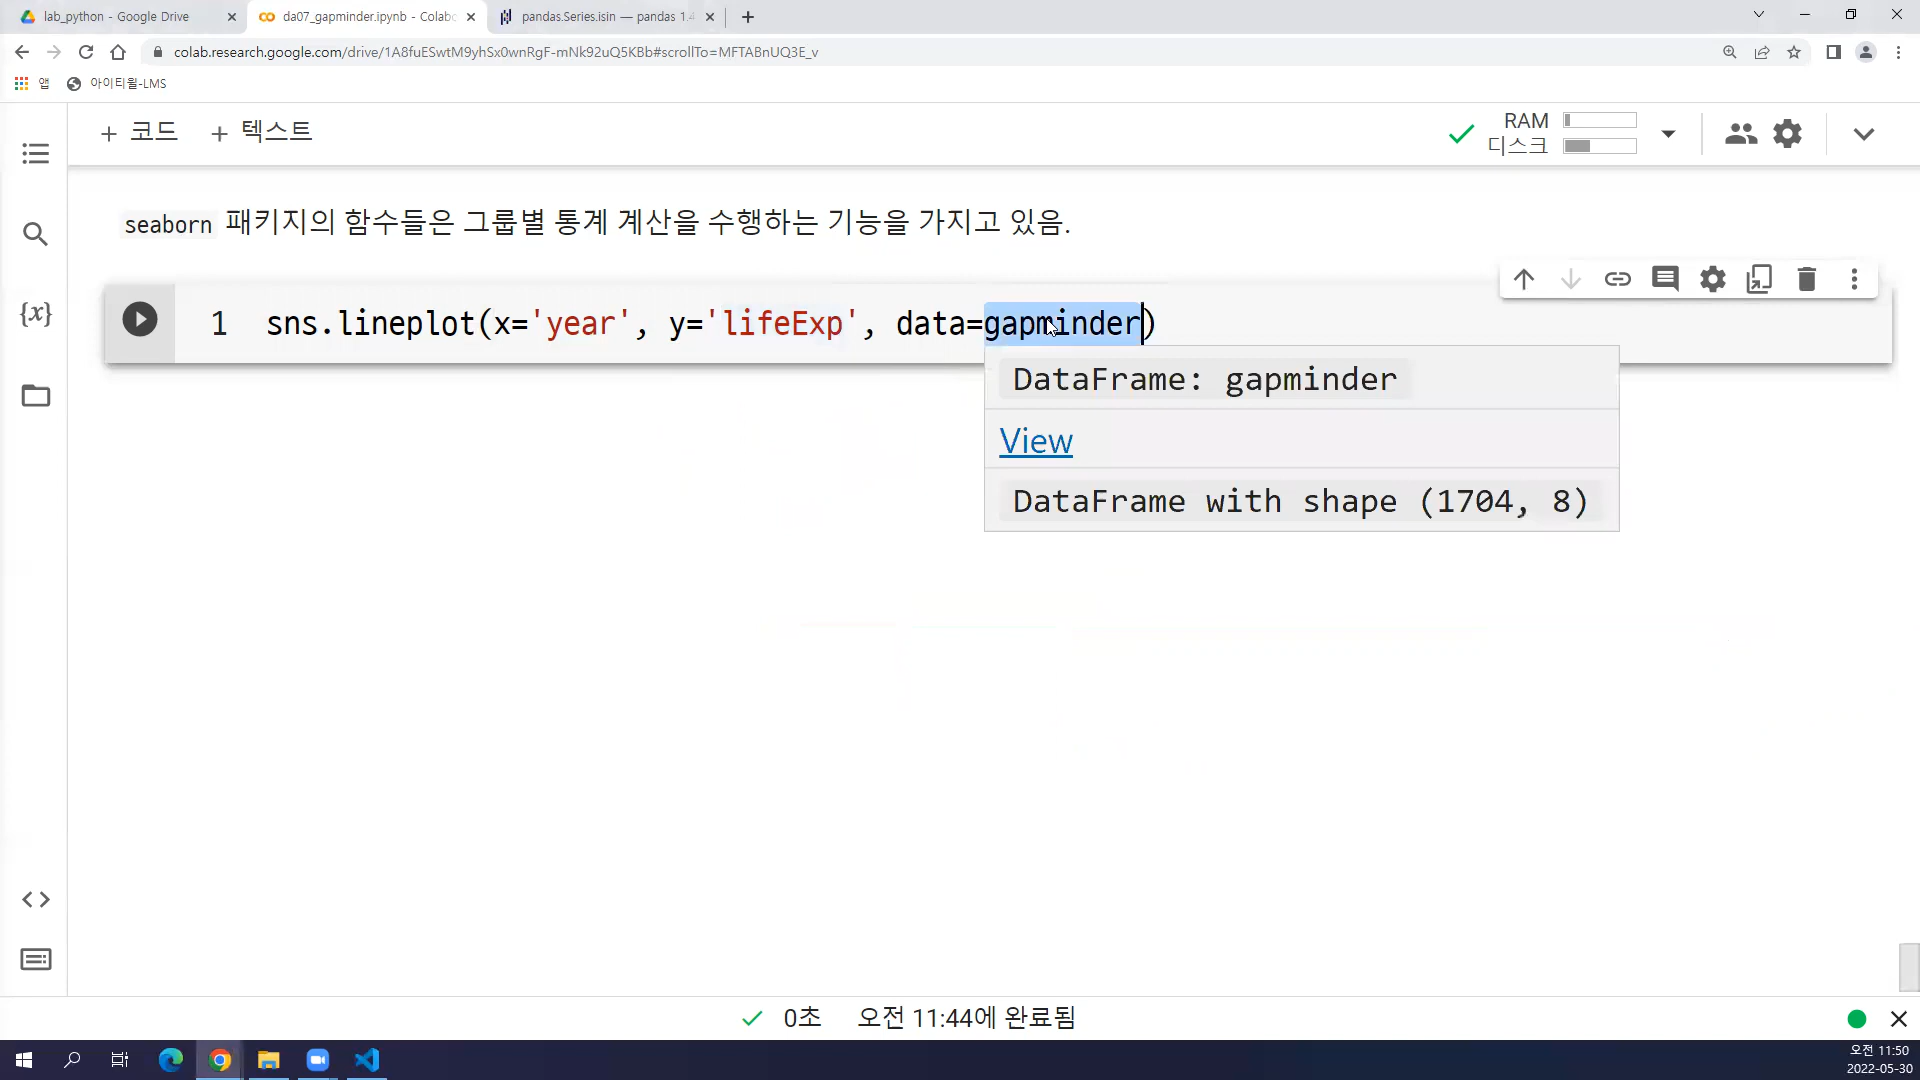 lab_python - Google Drive
da07_gapminder.ipynb - Colabo
pandas.Series.isin — pandas 1.4
colab.research.google.com/drive/1A8fuESwtM9yhSx0wnRgF-mNk92uQ5KBb#scrollTo=MFTABnUQ3E_v
앱
아이티윌-LMS
+ 코드
+ 텍스트
RAM
디스크
seaborn 패키지의 함수들은 그룹별 통계 계산을 수행하는 기능을 가지고 있음.
{x}
1 sns.lineplot(x='year', y='lifeExp', data=gapminder)
DataFrame: gapminder
View
DataFrame with shape (1704, 8)
0초 오전 11:44에 완료됨
오전 11:50
2022-05-30